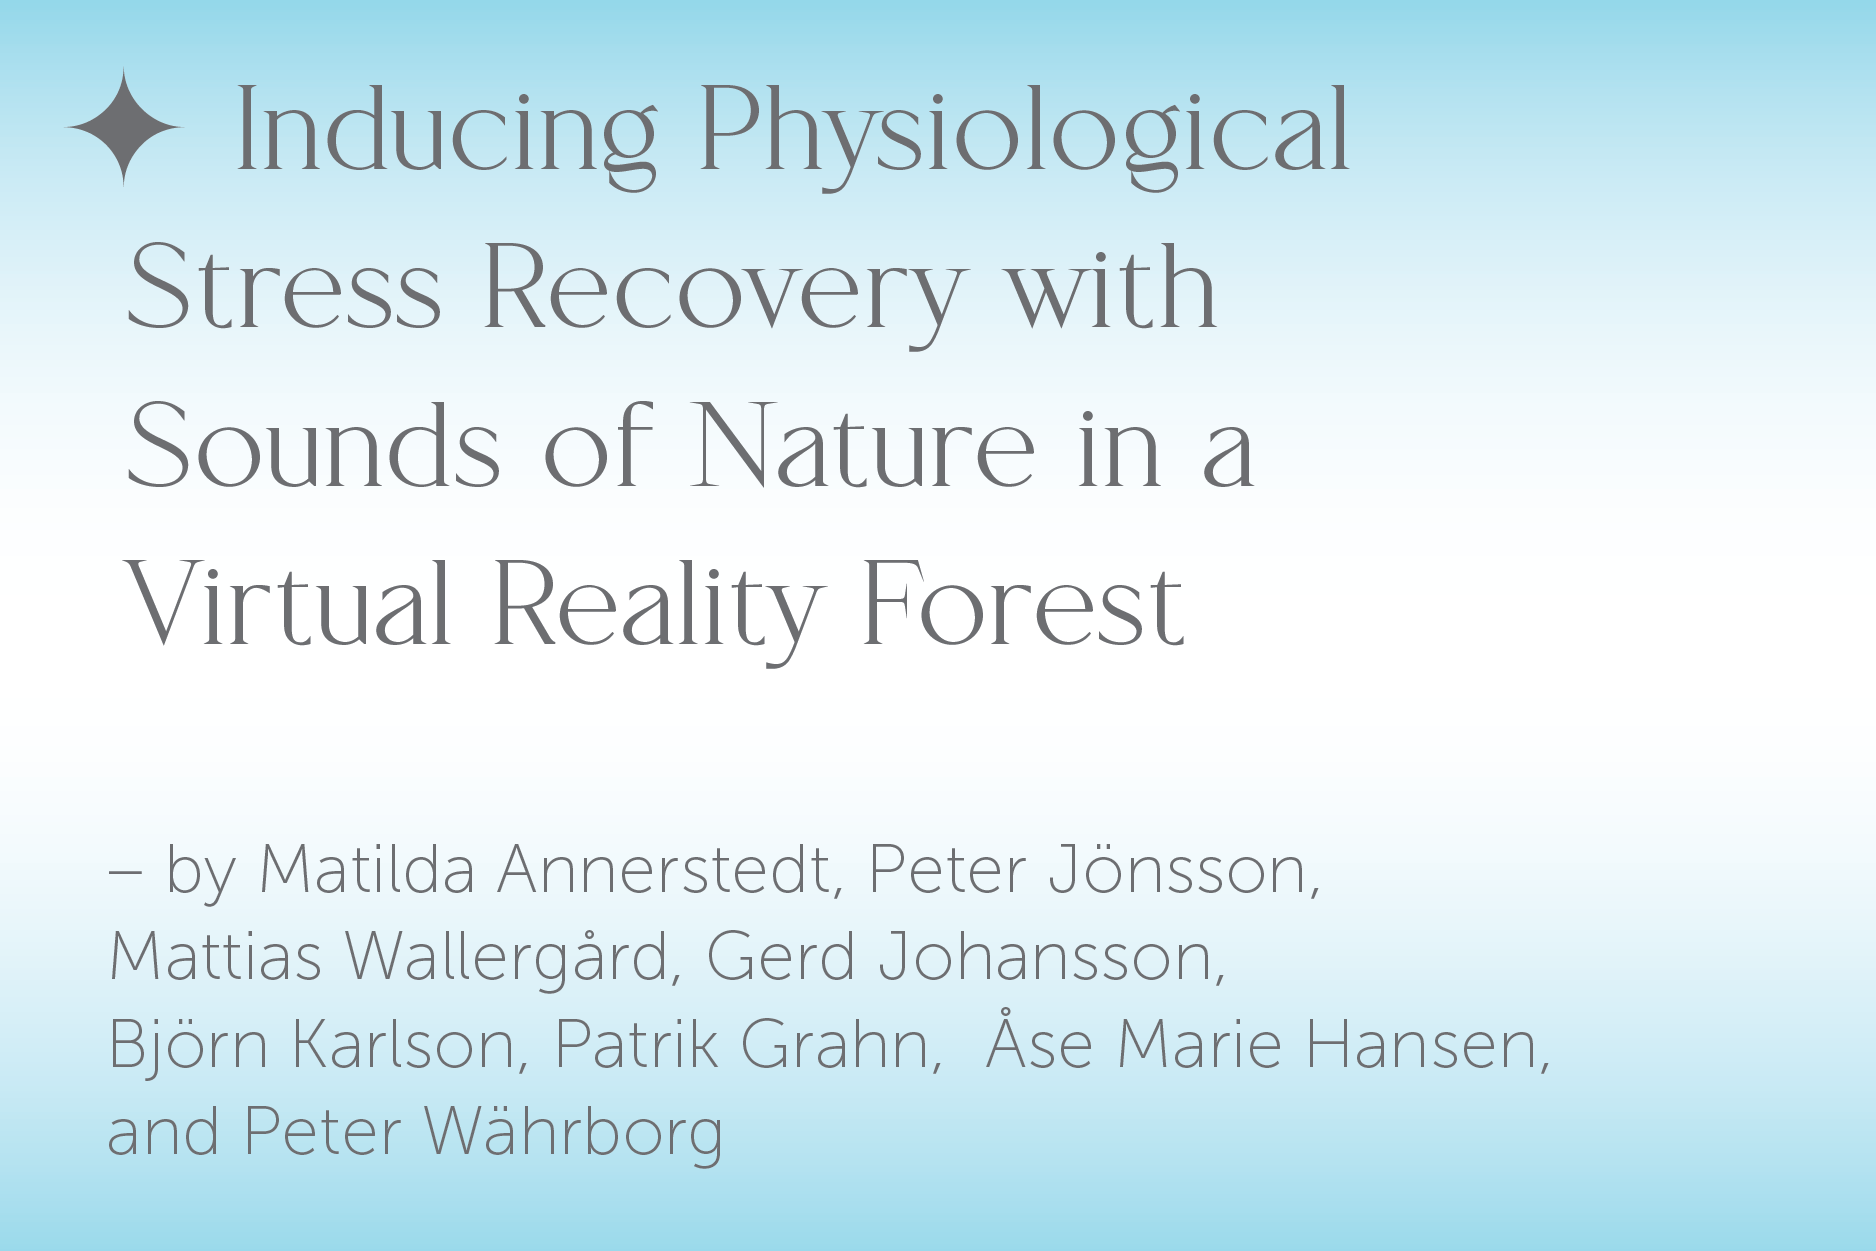 Inducing Physiological
Stress Recovery with
Sounds of Nature in a
Virtual Reality Forest
– by Matilda Annerstedt, Peter Jönsson,
Mattias Wallergård, Gerd Johansson,
Björn Karlson, Patrik Grahn, Åse Marie Hansen,
and Peter Währborg